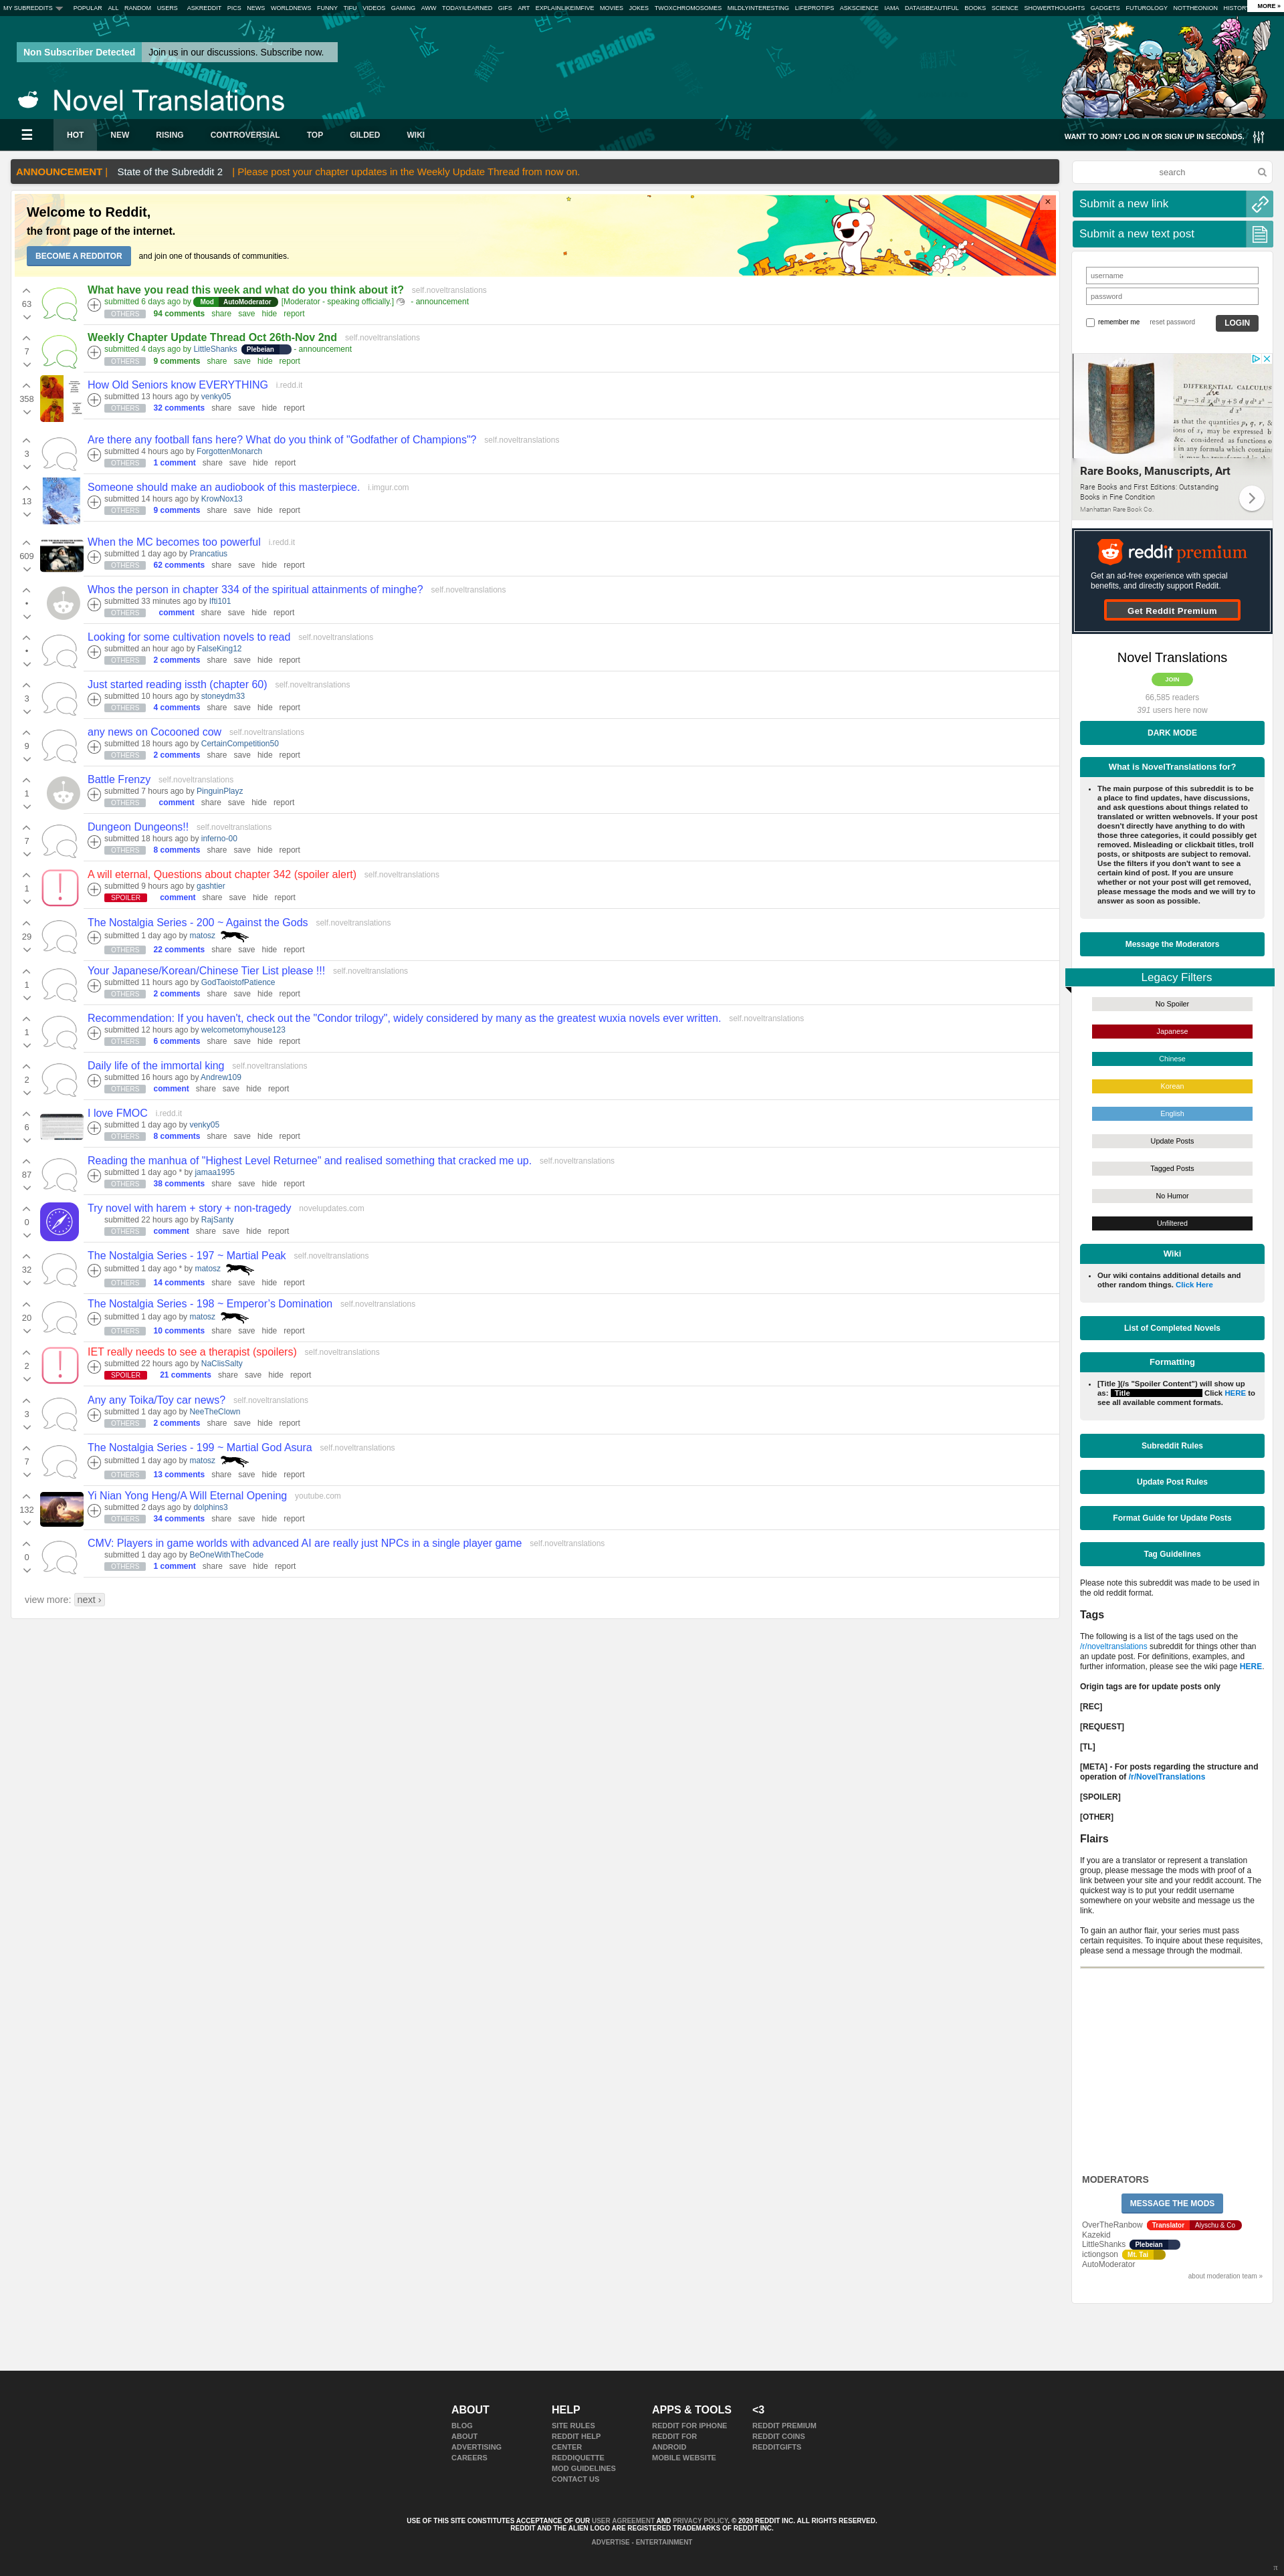 MY SUBREDDITS POPULAR ALL RANDOM USERS ASKREDDIT PICS NEWS WORLDNEWS FUNNY TIFU VIDEOS GAMING AWW TODAYILEARNED GIFS ART EXPLAINLIKEIMFIVE MOVIES JOKES TWOXCHROMOSOMES MILDLYINTERESTING LIFEPROTIPS ASKSCIENCE IAMA DATAISBEAUTIFUL BOOKS SCIENCE SHOWERTHOUGHTS GADGETS FUTUROLOGY NOTTHEONION HISTOR MORE »
Non Subscriber Detected Join us in our discussions. Subscribe now.
Novel Translations
HOT NEW RISING CONTROVERSIAL TOP GILDED WIKI
WANT TO JOIN? LOG IN OR SIGN UP IN SECONDS.
ANNOUNCEMENT | State of the Subreddit 2 | Please post your chapter updates in the Weekly Update Thread from now on.
Welcome to Reddit,
the front page of the internet.
BECOME A REDDITOR and join one of thousands of communities.
×
63
What have you read this week and what do you think about it? self.noveltranslations
submitted 6 days ago by Mod AutoModerator [Moderator - speaking officially.] - announcement
OTHERS 94 comments share save hide report
7
Weekly Chapter Update Thread Oct 26th-Nov 2nd self.noveltranslations
submitted 4 days ago by LittleShanks Plebeian - announcement
OTHERS 9 comments share save hide report
358
How Old Seniors know EVERYTHING i.redd.it
submitted 13 hours ago by venky05
OTHERS 32 comments share save hide report
3
Are there any football fans here? What do you think of "Godfather of Champions"? self.noveltranslations
submitted 4 hours ago by ForgottenMonarch
OTHERS 1 comment share save hide report
13
Someone should make an audiobook of this masterpiece. i.imgur.com
submitted 14 hours ago by KrowNox13
OTHERS 9 comments share save hide report
609
When the MC becomes too powerful i.redd.it
submitted 1 day ago by Prancatius
OTHERS 62 comments share save hide report
•
Whos the person in chapter 334 of the spiritual attainments of minghe? self.noveltranslations
submitted 33 minutes ago by Ifti101
OTHERS comment share save hide report
•
Looking for some cultivation novels to read self.noveltranslations
submitted an hour ago by FalseKing12
OTHERS 2 comments share save hide report
3
Just started reading issth (chapter 60) self.noveltranslations
submitted 10 hours ago by stoneydm33
OTHERS 4 comments share save hide report
9
any news on Cocooned cow self.noveltranslations
submitted 18 hours ago by CertainCompetition50
OTHERS 2 comments share save hide report
1
Battle Frenzy self.noveltranslations
submitted 7 hours ago by PinguinPlayz
OTHERS comment share save hide report
7
Dungeon Dungeons!! self.noveltranslations
submitted 18 hours ago by inferno-00
OTHERS 8 comments share save hide report
1
A will eternal, Questions about chapter 342 (spoiler alert) self.noveltranslations
submitted 9 hours ago by gashtier
SPOILER comment share save hide report
29
The Nostalgia Series - 200 ~ Against the Gods self.noveltranslations
submitted 1 day ago by matosz
OTHERS 22 comments share save hide report
1
Your Japanese/Korean/Chinese Tier List please !!! self.noveltranslations
submitted 11 hours ago by GodTaoistofPatience
OTHERS 2 comments share save hide report
1
Recommendation: If you haven't, check out the "Condor trilogy", widely considered by many as the greatest wuxia novels ever written. self.noveltranslations
submitted 12 hours ago by welcometomyhouse123
OTHERS 6 comments share save hide report
2
Daily life of the immortal king self.noveltranslations
submitted 16 hours ago by Andrew109
OTHERS comment share save hide report
6
I love FMOC i.redd.it
submitted 1 day ago by venky05
OTHERS 8 comments share save hide report
87
Reading the manhua of "Highest Level Returnee" and realised something that cracked me up. self.noveltranslations
submitted 1 day ago * by jamaa1995
OTHERS 38 comments share save hide report
0
Try novel with harem + story + non-tragedy novelupdates.com
submitted 22 hours ago by RajSanty
OTHERS comment share save hide report
32
The Nostalgia Series - 197 ~ Martial Peak self.noveltranslations
submitted 1 day ago * by matosz
OTHERS 14 comments share save hide report
20
The Nostalgia Series - 198 ~ Emperor's Domination self.noveltranslations
submitted 1 day ago by matosz
OTHERS 10 comments share save hide report
2
IET really needs to see a therapist (spoilers) self.noveltranslations
submitted 22 hours ago by NaClisSalty
SPOILER 21 comments share save hide report
3
Any any Toika/Toy car news? self.noveltranslations
submitted 1 day ago by NeeTheClown
OTHERS 2 comments share save hide report
7
The Nostalgia Series - 199 ~ Martial God Asura self.noveltranslations
submitted 1 day ago by matosz
OTHERS 13 comments share save hide report
132
Yi Nian Yong Heng/A Will Eternal Opening youtube.com
submitted 2 days ago by dolphins3
OTHERS 34 comments share save hide report
0
CMV: Players in game worlds with advanced AI are really just NPCs in a single player game self.noveltranslations
submitted 1 day ago by BeOneWithTheCode
OTHERS 1 comment share save hide report
view more: next ›
search
Submit a new link
Submit a new text post
username
password
remember me reset password LOGIN
Rare Books, Manuscripts, Art
Rare Books and First Editions: Outstanding
Books in Fine Condition
Manhattan Rare Book Co.
reddit premium
Get an ad-free experience with special
benefits, and directly support Reddit.
Get Reddit Premium
Novel Translations
JOIN
66,585 readers
391 users here now
DARK MODE
What is NovelTranslations for?
• The main purpose of this subreddit is to be
a place to find updates, have discussions,
and ask questions about things related to
translated or written webnovels. If your post
doesn't directly have anything to do with
those three categories, it could possibly get
removed. Misleading or clickbait titles, troll
posts, or shitposts are subject to removal.
Use the filters if you don't want to see a
certain kind of post. If you are unsure
whether or not your post will get removed,
please message the mods and we will try to
answer as soon as possible.
Message the Moderators
Legacy Filters
No Spoiler
Japanese
Chinese
Korean
English
Update Posts
Tagged Posts
No Humor
Unfiltered
Wiki
• Our wiki contains additional details and
other random things. Click Here
List of Completed Novels
Formatting
• [Title ](/s "Spoiler Content") will show up
as: Title Click HERE to
see all available comment formats.
Subreddit Rules
Update Post Rules
Format Guide for Update Posts
Tag Guidelines
Please note this subreddit was made to be used in
the old reddit format.
Tags
The following is a list of the tags used on the
/r/noveltranslations subreddit for things other than
an update post. For definitions, examples, and
further information, please see the wiki page HERE.
Origin tags are for update posts only
[REC]
[REQUEST]
[TL]
[META] - For posts regarding the structure and
operation of /r/NovelTranslations
[SPOILER]
[OTHER]
Flairs
If you are a translator or represent a translation
group, please message the mods with proof of a
link between your site and your reddit account. The
quickest way is to put your reddit username
somewhere on your website and message us the
link.
To gain an author flair, your series must pass
certain requisites. To inquire about these requisites,
please send a message through the modmail.
MODERATORS
MESSAGE THE MODS
OverTheRanbow Translator Alyschu & Co
Kazekid
LittleShanks Plebeian
ictiongson Mt. Tai
AutoModerator
about moderation team »
ABOUT
BLOG
ABOUT
ADVERTISING
CAREERS
HELP
SITE RULES
REDDIT HELP
CENTER
REDDIQUETTE
MOD GUIDELINES
CONTACT US
APPS & TOOLS
REDDIT FOR IPHONE
REDDIT FOR
ANDROID
MOBILE WEBSITE
<3
REDDIT PREMIUM
REDDIT COINS
REDDITGIFTS
USE OF THIS SITE CONSTITUTES ACCEPTANCE OF OUR USER AGREEMENT AND PRIVACY POLICY. © 2020 REDDIT INC. ALL RIGHTS RESERVED.
REDDIT AND THE ALIEN LOGO ARE REGISTERED TRADEMARKS OF REDDIT INC.
ADVERTISE - ENTERTAINMENT
π